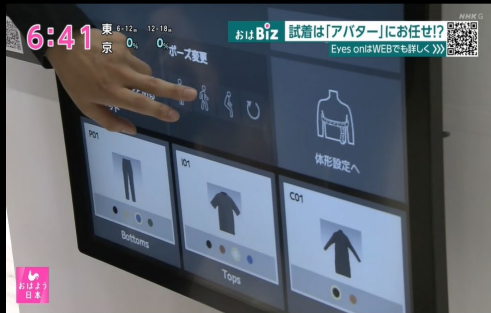 NHK G
6:41
東京
6-12時 12-18時
0% 0%
おはBiz
試着は「アバター」にお任せ!?
Eyes onはWEBでも詳しく
ポーズ変更
体形設定へ
P01
Bottoms
I01
Tops
C01
おはよう
日本